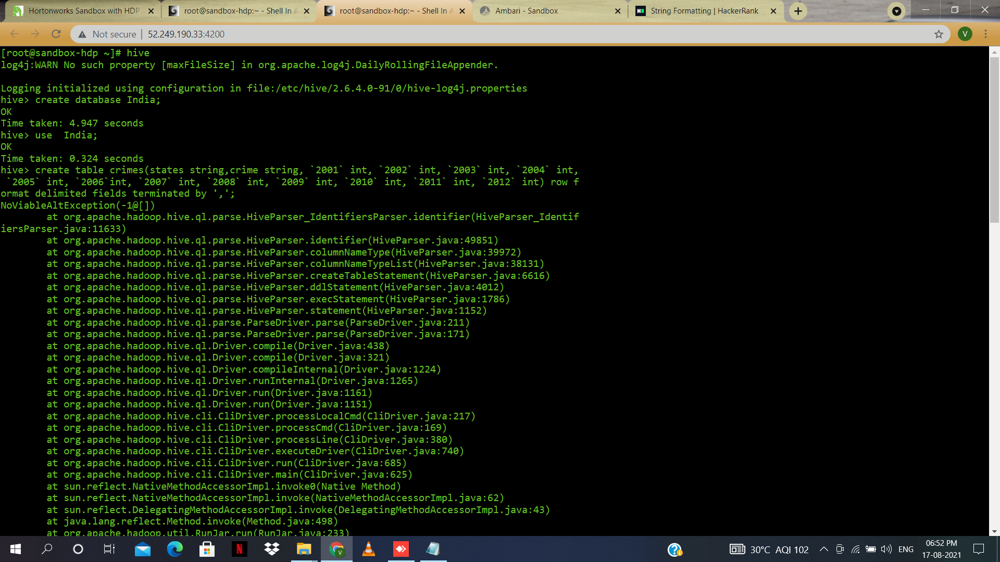 Hortonworks Sandbox with HDP
root@sandbox-hdp:~ - Shell In A
root@sandbox-hdp:~ - Shell In A
Ambari - Sandbox
String Formatting | HackerRank
Not secure | 52.249.190.33:4200
V
[root@sandbox-hdp ~]# hive
log4j:WARN No such property [maxFileSize] in org.apache.log4j.DailyRollingFileAppender.
Logging initialized using configuration in file:/etc/hive/2.6.4.0-91/0/hive-log4j.properties
hive> create database India;
OK
Time taken: 4.947 seconds
hive> use  India;
OK
Time taken: 0.324 seconds
hive> create table crimes(states string,crime string, `2001` int, `2002` int, `2003` int, `2004` int,
 `2005` int, `2006`int, `2007` int, `2008` int, `2009` int, `2010` int, `2011` int, `2012` int) row f
ormat delimited fields terminated by ',';
NoViableAltException(-1@[])
        at org.apache.hadoop.hive.ql.parse.HiveParser_IdentifiersParser.identifier(HiveParser_Identif
iersParser.java:11633)
        at org.apache.hadoop.hive.ql.parse.HiveParser.identifier(HiveParser.java:49851)
        at org.apache.hadoop.hive.ql.parse.HiveParser.columnNameType(HiveParser.java:39972)
        at org.apache.hadoop.hive.ql.parse.HiveParser.columnNameTypeList(HiveParser.java:38131)
        at org.apache.hadoop.hive.ql.parse.HiveParser.createTableStatement(HiveParser.java:6616)
        at org.apache.hadoop.hive.ql.parse.HiveParser.ddlStatement(HiveParser.java:4012)
        at org.apache.hadoop.hive.ql.parse.HiveParser.execStatement(HiveParser.java:1786)
        at org.apache.hadoop.hive.ql.parse.HiveParser.statement(HiveParser.java:1152)
        at org.apache.hadoop.hive.ql.parse.ParseDriver.parse(ParseDriver.java:211)
        at org.apache.hadoop.hive.ql.parse.ParseDriver.parse(ParseDriver.java:171)
        at org.apache.hadoop.hive.ql.Driver.compile(Driver.java:438)
        at org.apache.hadoop.hive.ql.Driver.compile(Driver.java:321)
        at org.apache.hadoop.hive.ql.Driver.compileInternal(Driver.java:1224)
        at org.apache.hadoop.hive.ql.Driver.runInternal(Driver.java:1265)
        at org.apache.hadoop.hive.ql.Driver.run(Driver.java:1161)
        at org.apache.hadoop.hive.ql.Driver.run(Driver.java:1151)
        at org.apache.hadoop.hive.cli.CliDriver.processLocalCmd(CliDriver.java:217)
        at org.apache.hadoop.hive.cli.CliDriver.processCmd(CliDriver.java:169)
        at org.apache.hadoop.hive.cli.CliDriver.processLine(CliDriver.java:380)
        at org.apache.hadoop.hive.cli.CliDriver.executeDriver(CliDriver.java:740)
        at org.apache.hadoop.hive.cli.CliDriver.run(CliDriver.java:685)
        at org.apache.hadoop.hive.cli.CliDriver.main(CliDriver.java:625)
        at sun.reflect.NativeMethodAccessorImpl.invoke0(Native Method)
        at sun.reflect.NativeMethodAccessorImpl.invoke(NativeMethodAccessorImpl.java:62)
        at sun.reflect.DelegatingMethodAccessorImpl.invoke(DelegatingMethodAccessorImpl.java:43)
        at java.lang.reflect.Method.invoke(Method.java:498)
        at org.apache.hadoop.util.RunJar.run(RunJar.java:233)
30°C AQI 102
ENG
06:52 PM
17-08-2021